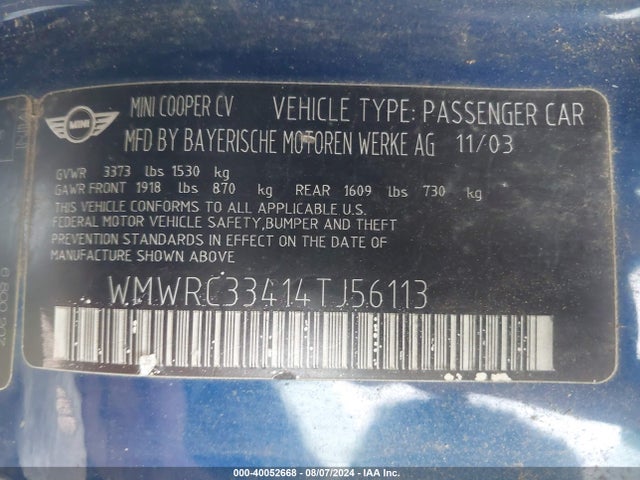 MINI
MINI COOPER CV VEHICLE TYPE: PASSENGER CAR
MFD BY BAYERISCHE MOTOREN WERKE AG 11/03
GVWR 3373 lbs 1530 kg
GAWR FRONT 1918 lbs 870 kg REAR 1609 lbs 730 kg
THIS VEHICLE CONFORMS TO ALL APPLICABLE U.S.
FEDERAL MOTOR VEHICLE SAFETY,BUMPER AND THEFT
PREVENTION STANDARDS IN EFFECT ON THE DATE OF
MANUFACTURE SHOWN ABOVE
WMWRC33414TJ56113
000-40052668 - 08/07/2024 - IAA Inc.